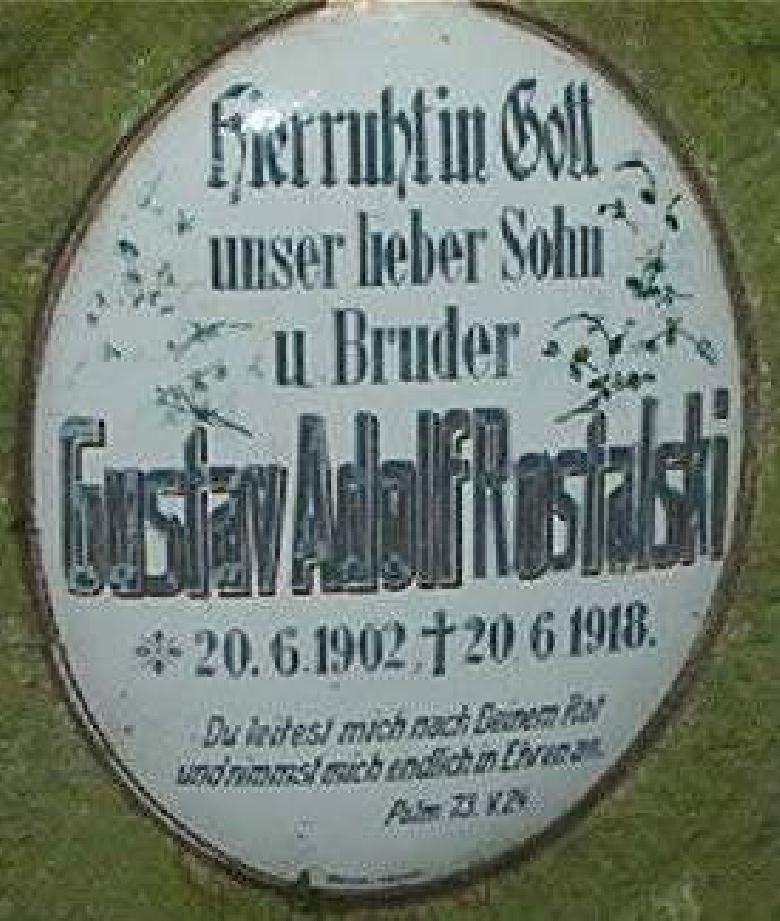 Hier ruht in Gott
unser lieber Sohn
u. Bruder
Gustav Adolf Rostalski
20. 6. 1902 † 20 6 1918.
Du leitest mich nach Deinem Rat
und nimmst mich endlich in Ehren an.
Psalm 73. V. 24